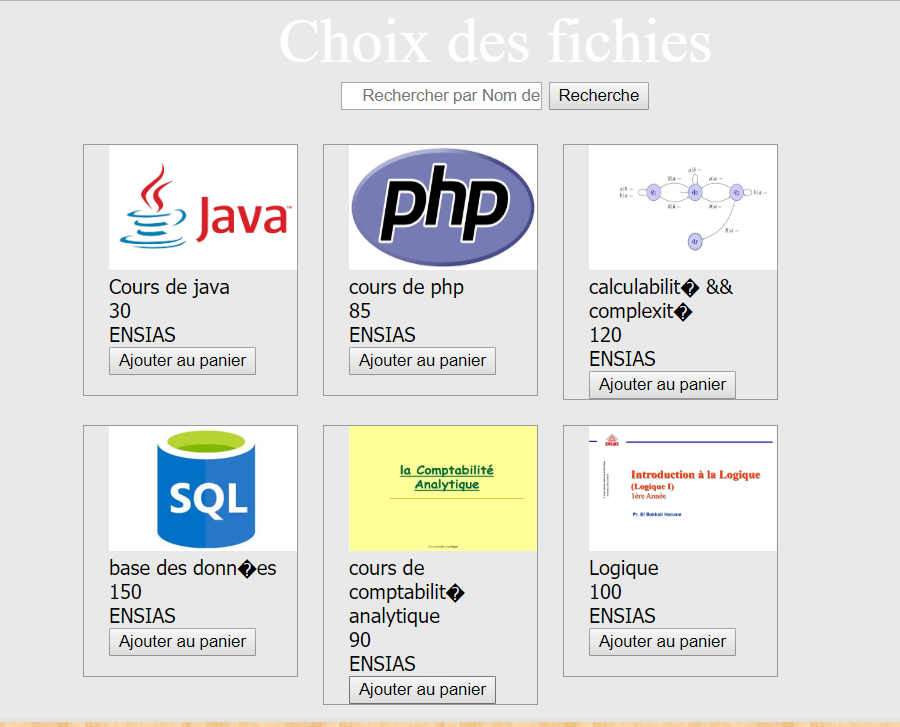 Choix des fichies
Rechercher par Nom de
Recherche
Java
php
Cours de java
30
ENSIAS
Ajouter au panier
cours de php
85
ENSIAS
Ajouter au panier
calculabilit� &&
complexit�
120
ENSIAS
Ajouter au panier
SQL
la Comptabilité
Analytique
Introduction à la Logique
(Logique I)
1ère Année
Pr. El Bakkali Hanane
base des donn�es
150
ENSIAS
Ajouter au panier
cours de
comptabilit�
analytique
90
ENSIAS
Ajouter au panier
Logique
100
ENSIAS
Ajouter au panier